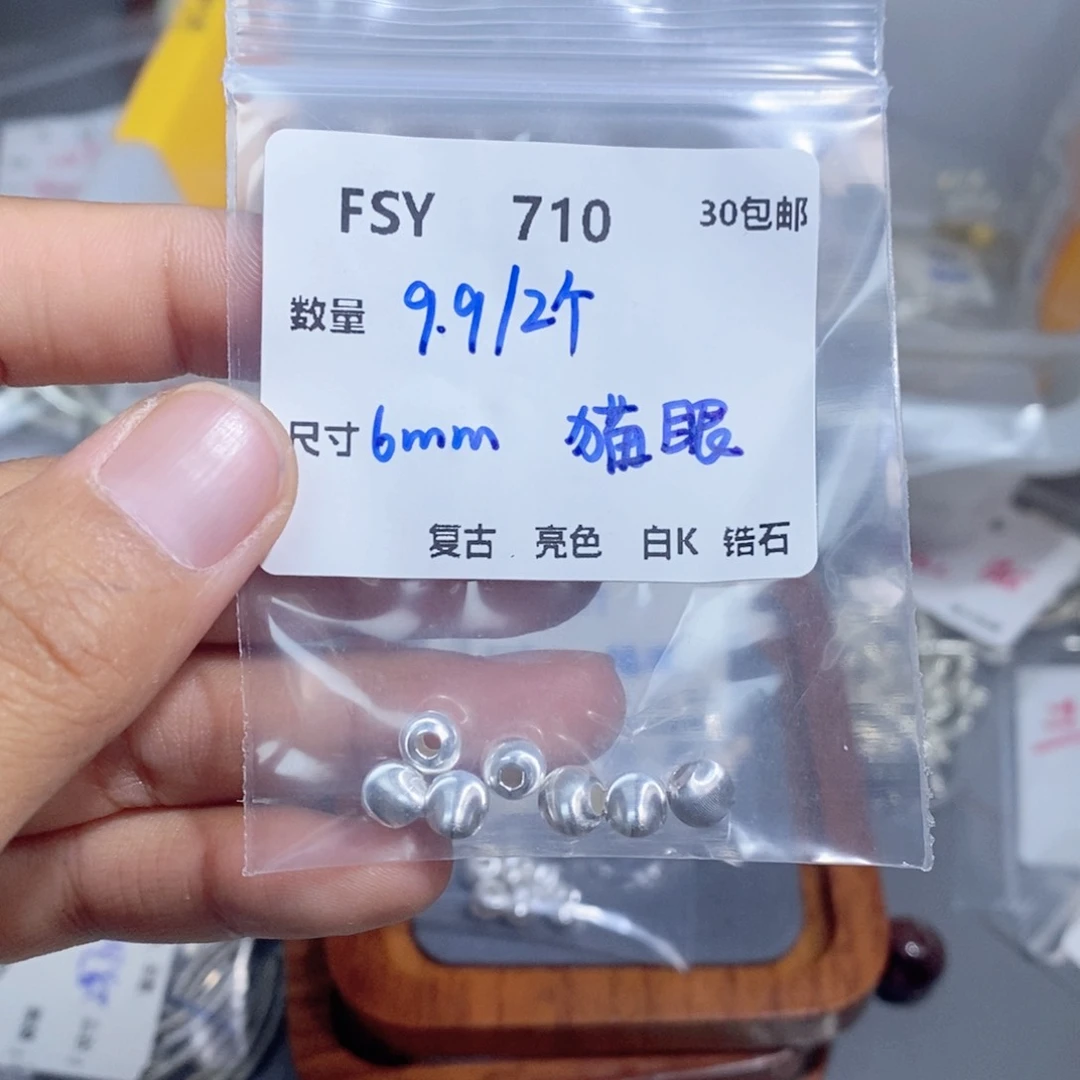 FSY 710 30包邮
数量 9.9/2个
尺寸 6mm 猫眼
复古 亮色 白K 锆石